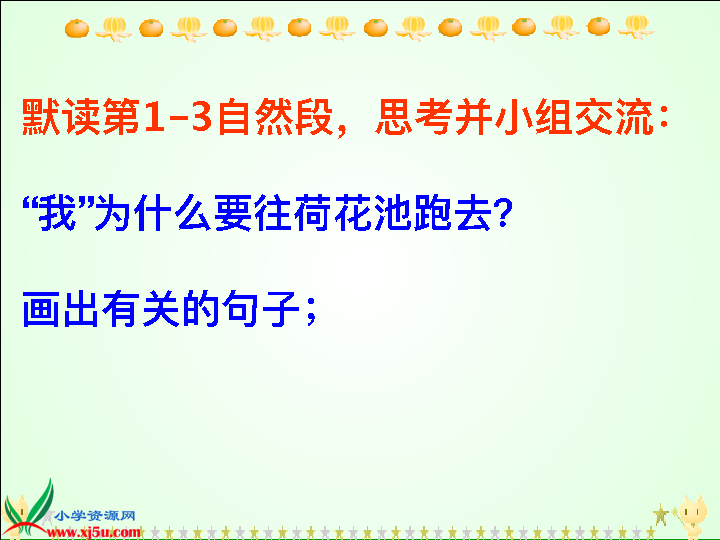 默读第1-3自然段，思考并小组交流：
“我”为什么要往荷花池跑去？
画出有关的句子；
小学资源网
www.xj5u.com